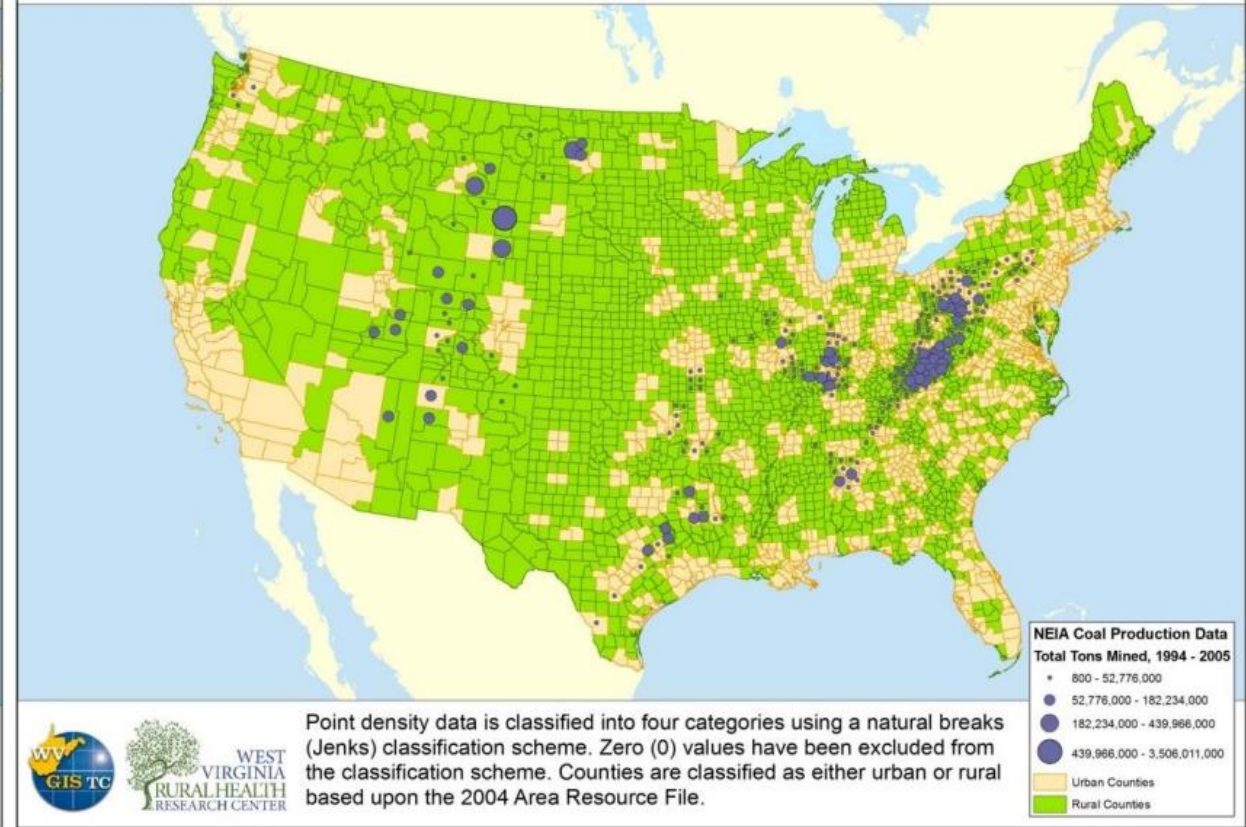 NEIA Coal Production Data
Total Tons Mined, 1994 - 2005
800 - 52,776,000
52,776,000 - 182,234,000
182,234,000 - 439,966,000
439,966,000 - 3,506,011,000
Urban Counties
Rural Counties
WV
GIS TC
WEST
VIRGINIA
RURAL HEALTH
RESEARCH CENTER
Point density data is classified into four categories using a natural breaks
(Jenks) classification scheme. Zero (0) values have been excluded from
the classification scheme. Counties are classified as either urban or rural
based upon the 2004 Area Resource File.